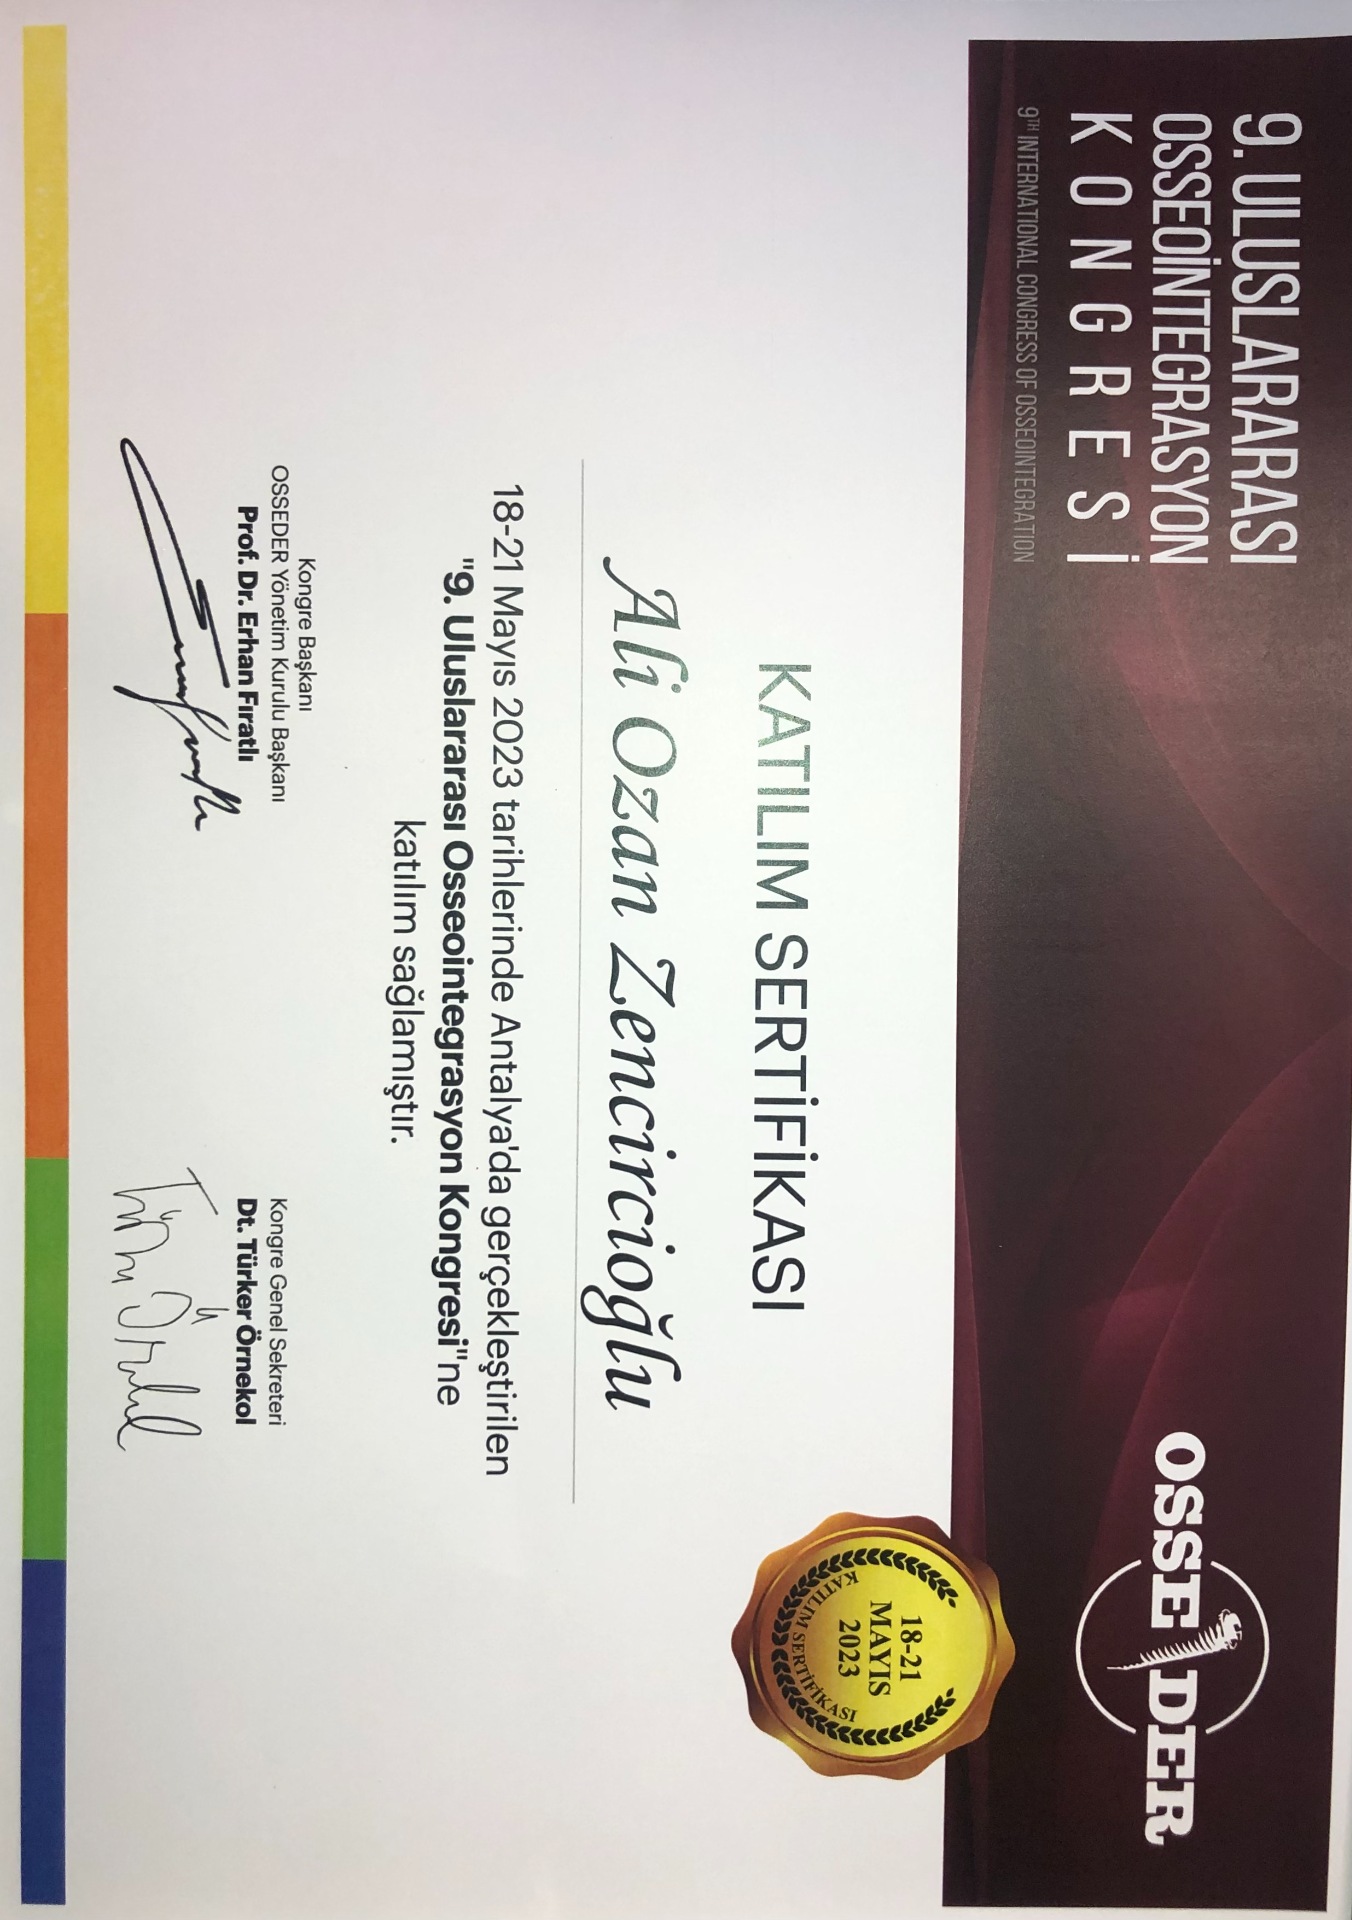 9. ULUSLARARASI
OSSEOİNTEGRASYON
KONGRESİ
9TH INTERNATIONAL CONGRESS OF OSSEOINTEGRATION
OSSEDER
18-21
MAYIS
2023
KATILIM SERTİFİKASI
KATILIM SERTİFİKASI
Ali Ozan Zencircioğlu
18-21 Mayıs 2023 tarihlerinde Antalya'da gerçekleştirilen
"9. Uluslararası Osseointegrasyon Kongresi"ne
katılım sağlamıştır.
Kongre Başkanı
OSSEDER Yönetim Kurulu Başkanı
Prof. Dr. Erhan Fıratlı
Kongre Genel Sekreteri
Dt. Türker Örnekol